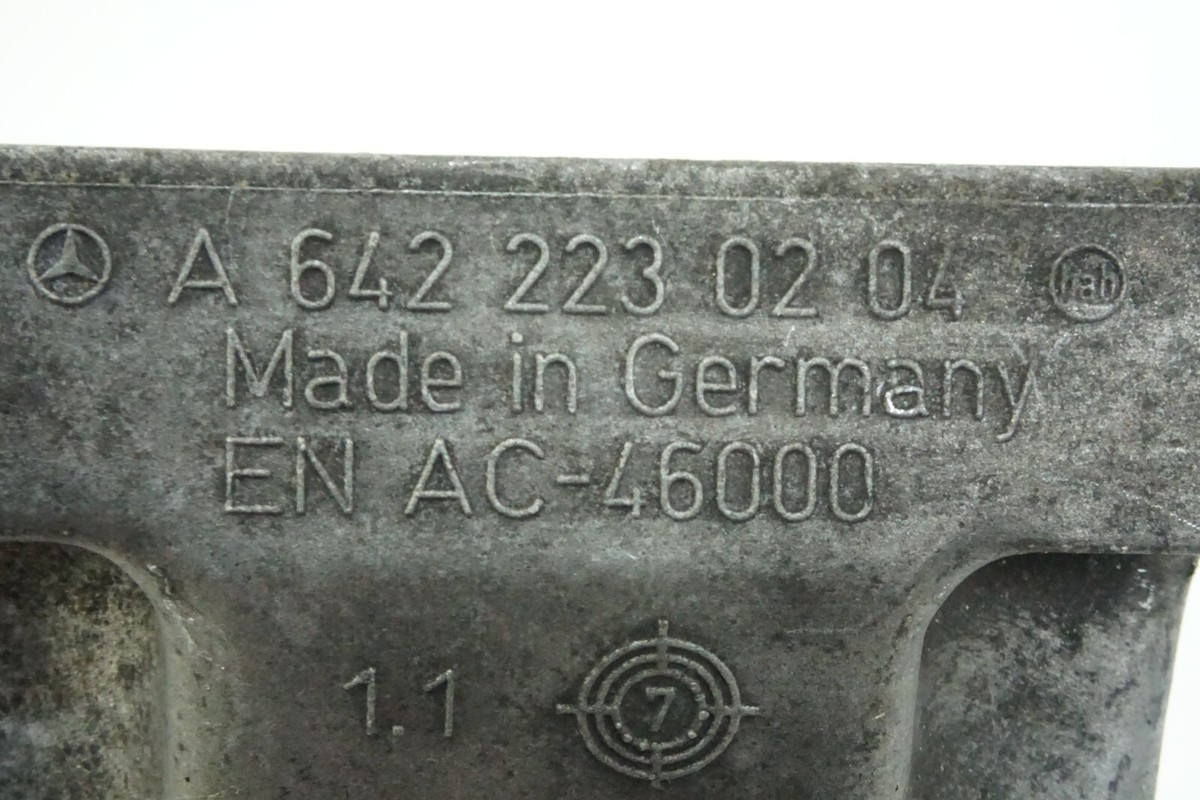 A 642 223 02 04
Made in Germany
EN AC-46000
1.1 7